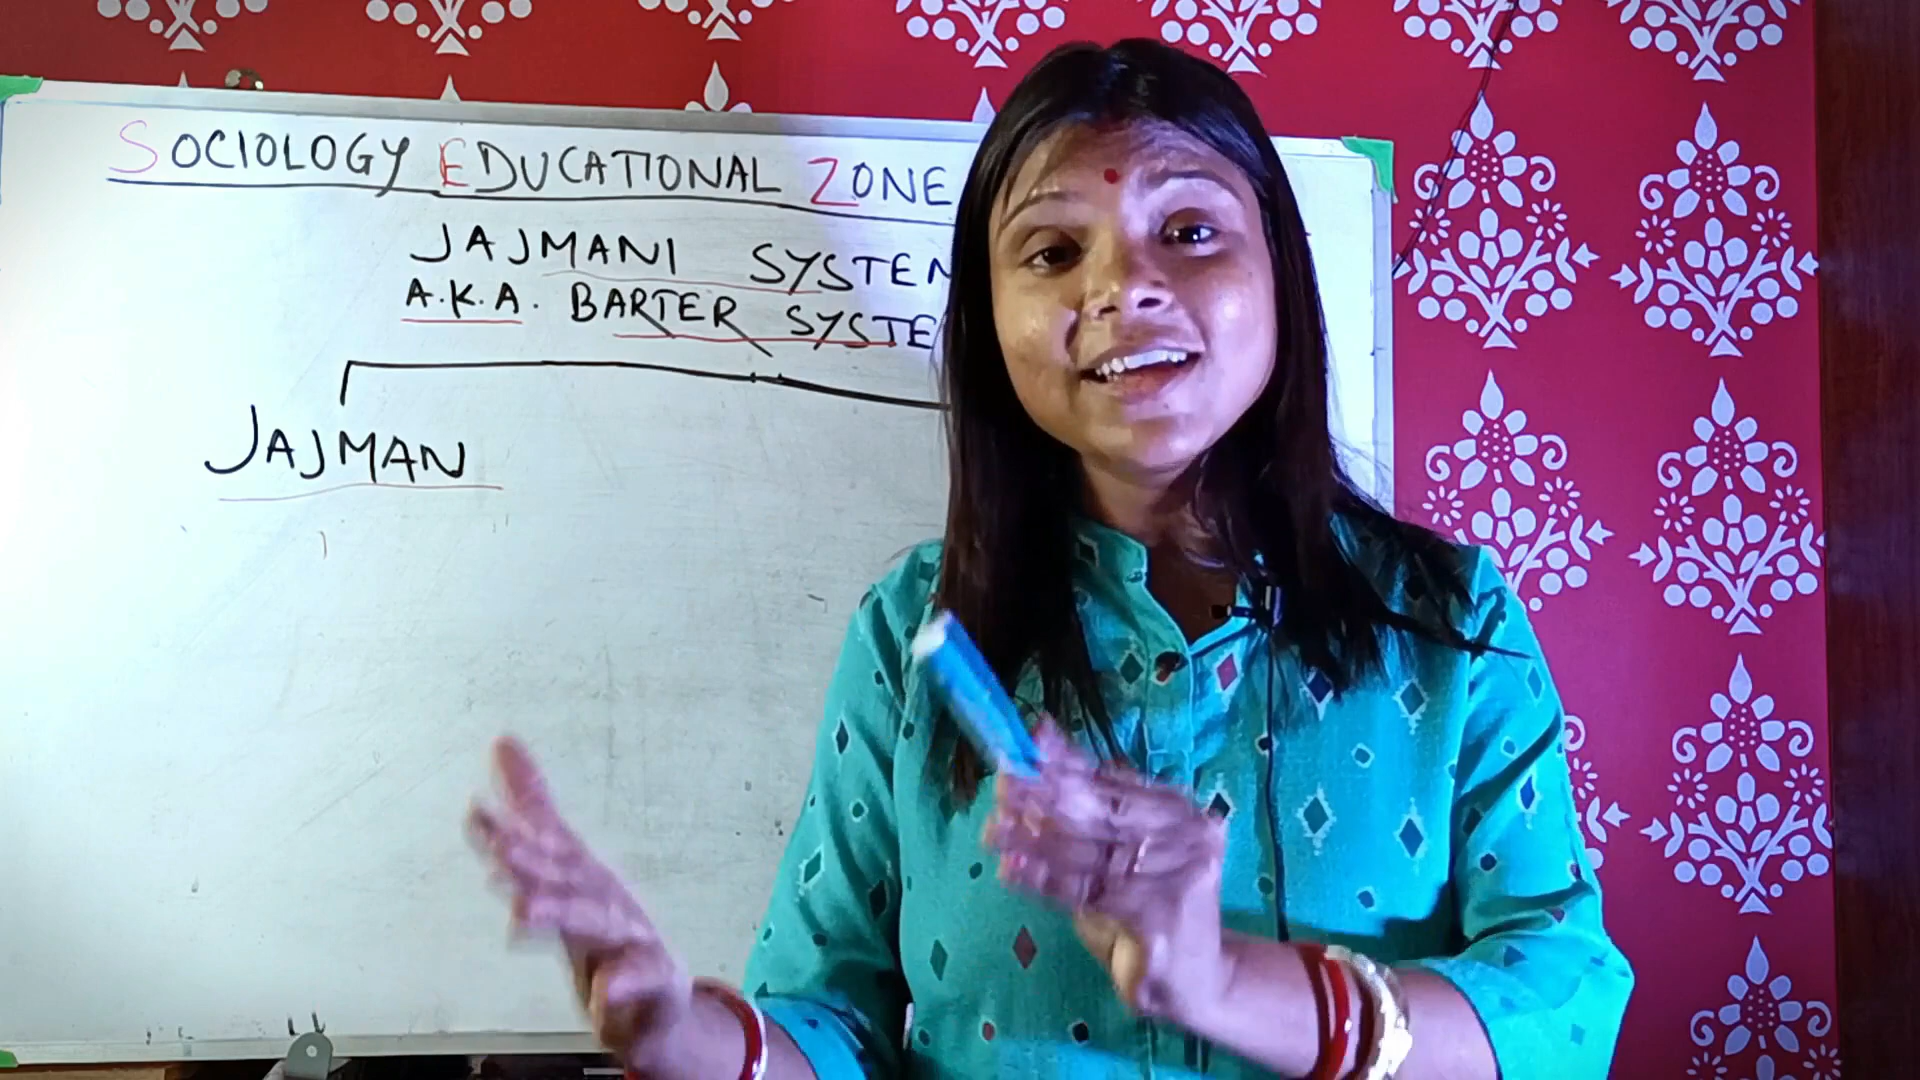 SOCIOLOGY EDUCATIONAL ZONE
JAJMANI SYSTEM
A.K.A. BARTER SYSTE
JAJMAN